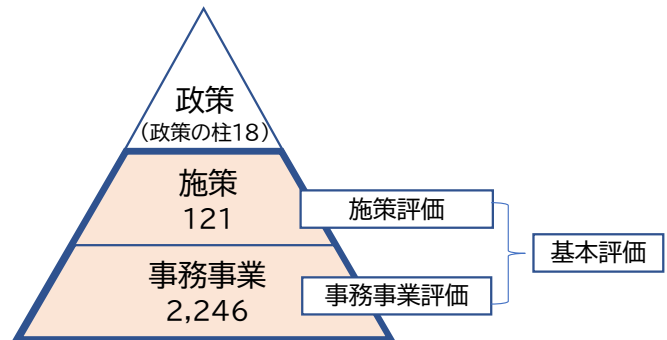 政策
（政策の柱18）
施策
121
施策評価
基本評価
事務事業
2,246
事務事業評価